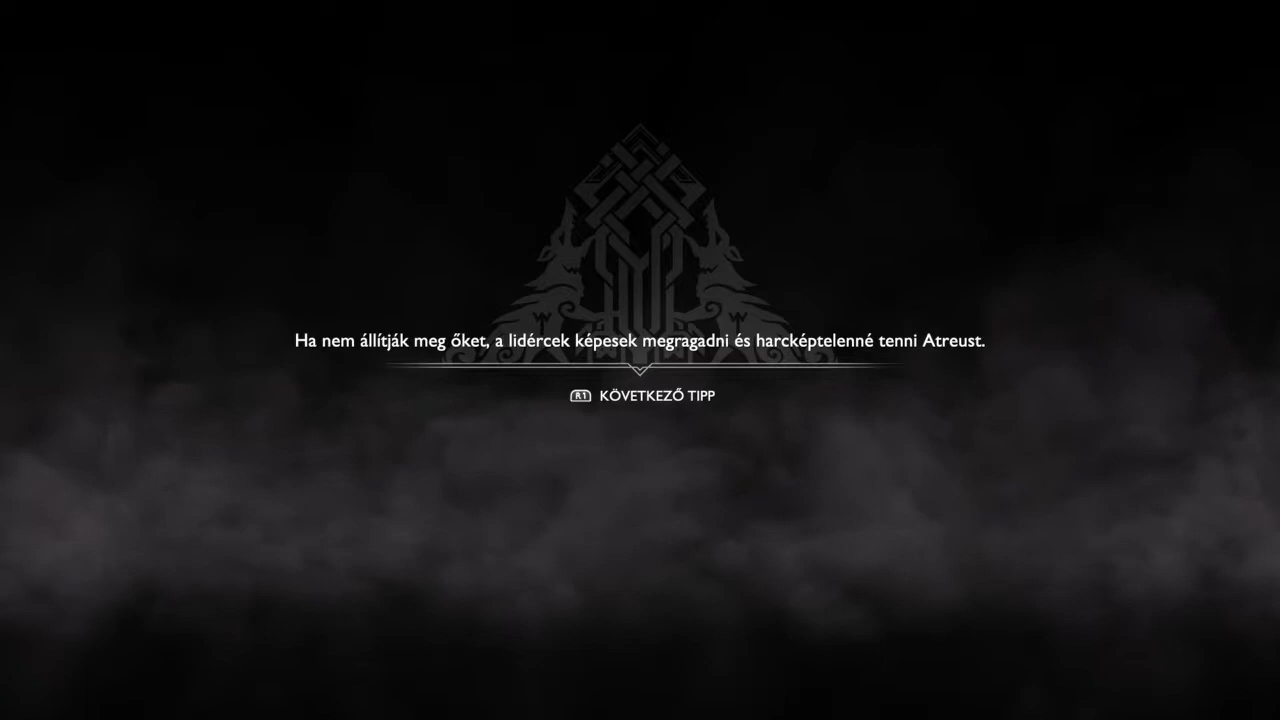 Ha nem állítják meg őket, a lidércek képesek megragadni és harcképtelenné tenni Atreust.
R1 KÖVETKEZŐ TIPP